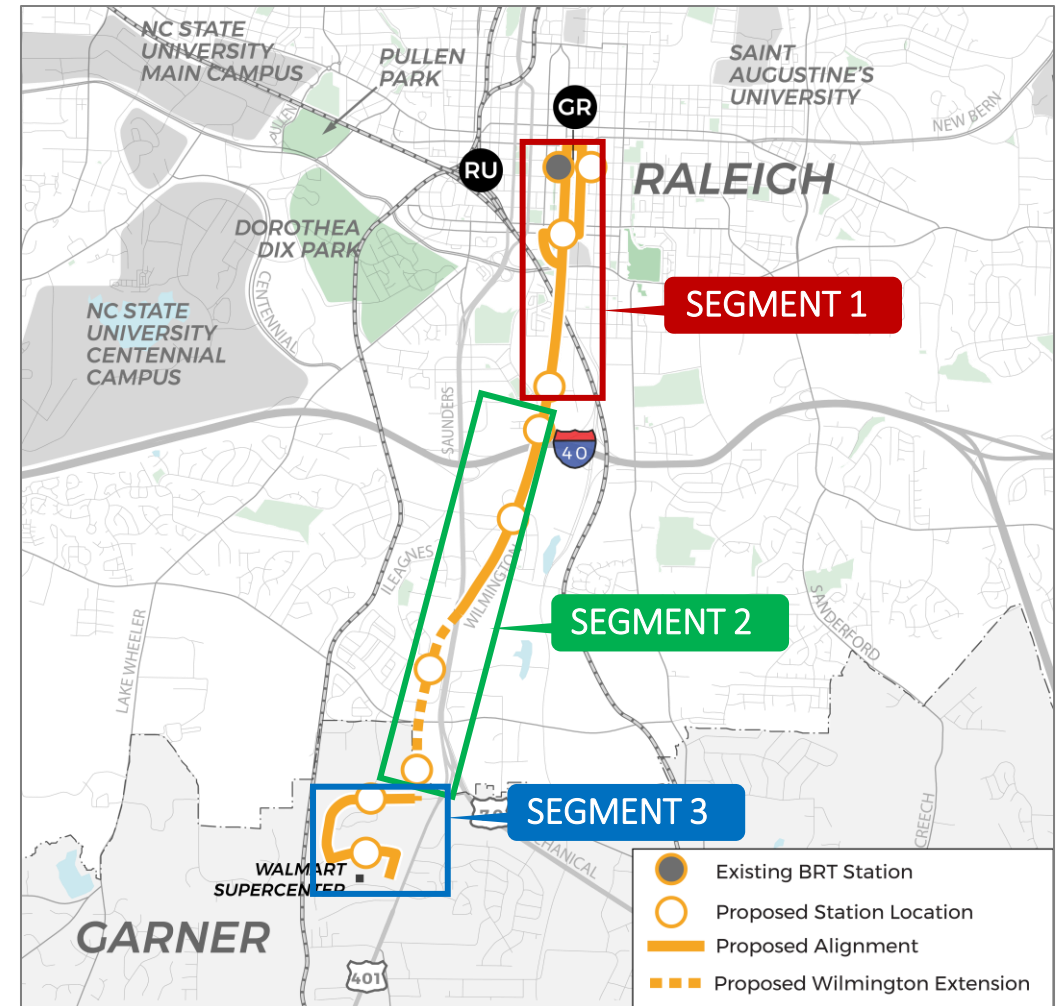 NC STATE
UNIVERSITY
MAIN CAMPUS
PULLEN
PARK
SAINT
AUGUSTINE'S
UNIVERSITY
GR
NEW BERN
PULLEN
RU
RALEIGH
DOROTHEA
DIX PARK
CENTENNIAL
NC STATE
UNIVERSITY
CENTENNIAL
CAMPUS
SEGMENT 1
SAUNDERS
40
ILEAGNES
WILMINGTON
SEGMENT 2
SANDERFORD
LAKE WHEELER
SEGMENT 3
MECHANICAL
CREECH
WALMART
SUPERCENTER
GARNER
401
Existing BRT Station
Proposed Station Location
Proposed Alignment
Proposed Wilmington Extension